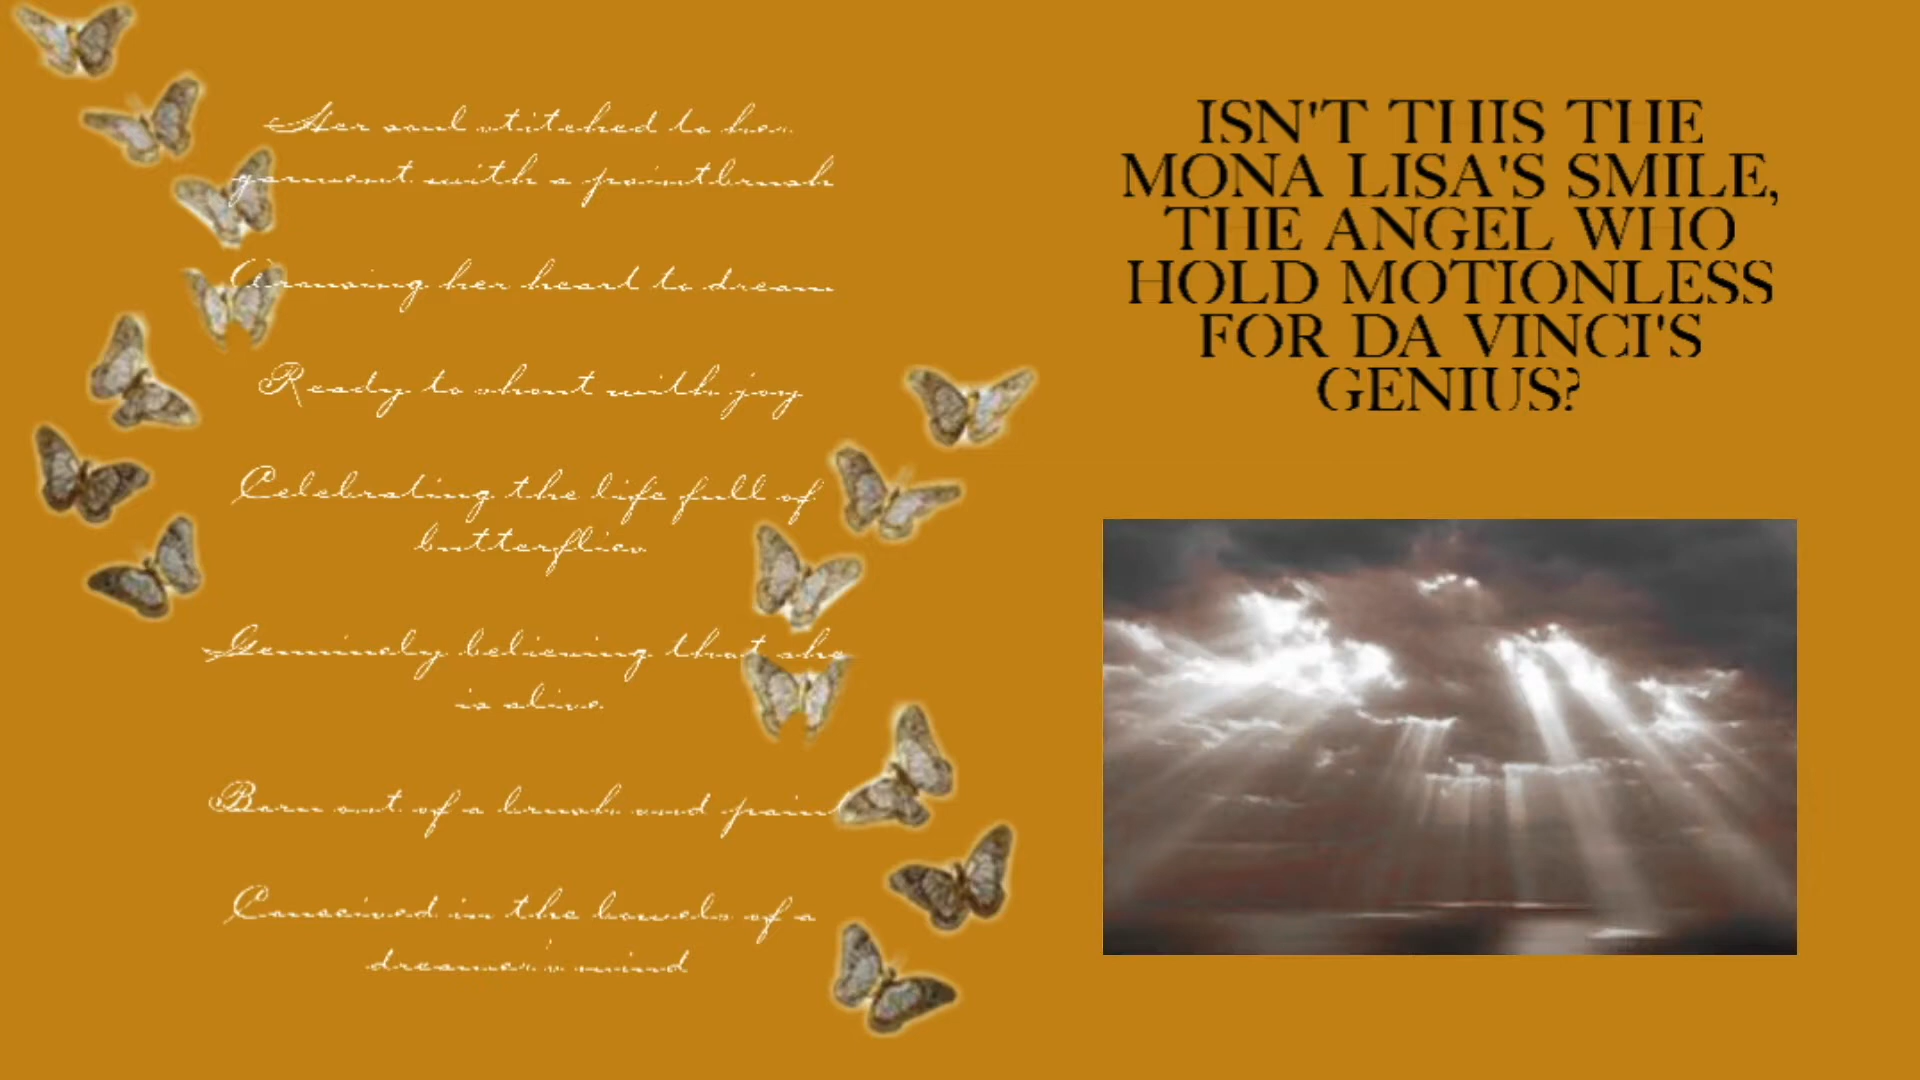 Her soul stitched to her
garment with a paintbrush
Arousing her heart to dream
Ready to shout with joy
Celebrating the life full of
butterflies
Genuinely believing that she
is alive.
Born out of a brush and paint
Conceived in the bowels of a
dreamer's mind
ISN'T THIS THE
MONA LISA'S SMILE,
THE ANGEL WHO
HOLD MOTIONLESS
FOR DA VINCI'S
GENIUS?